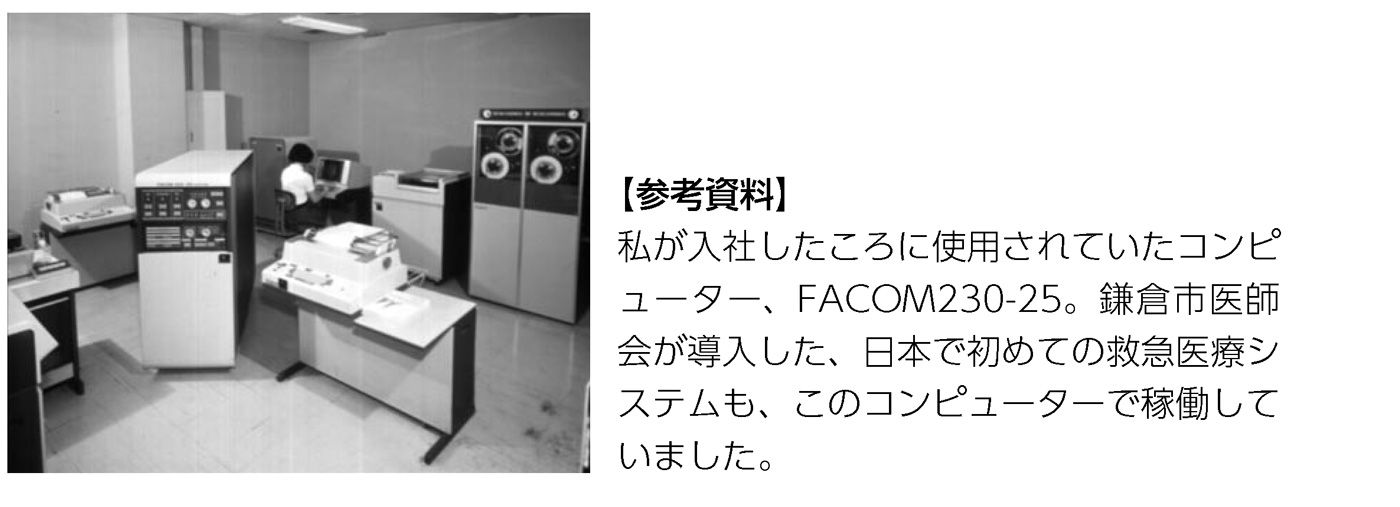 【参考資料】
私が入社したころに使用されていたコンピ
ューター、FACOM230-25。鎌倉市医師
会が導入した、日本で初めての救急医療シ
ステムも、このコンピューターで稼働して
いました。